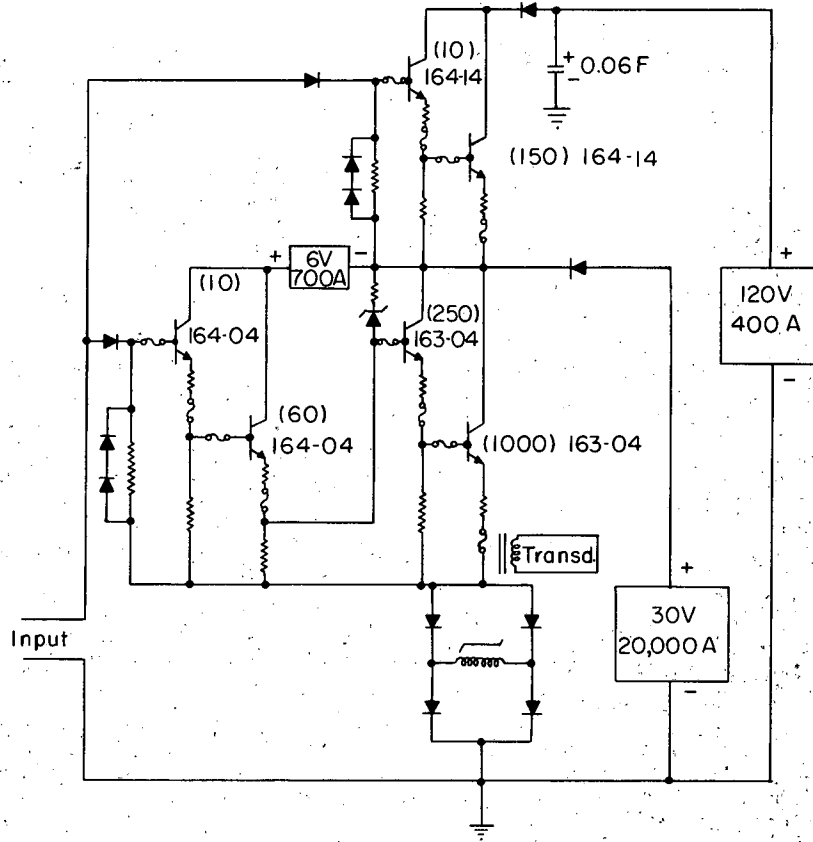 (10)
164-14
+
-
0.06F
(150) 164-14
+ 6V -
700A
(10)
164-04
(250)
163-04
+
120V
400 A
-
(60)
164-04
(1000) 163-04
Transd.
+
30V
20,000 A
-
Input